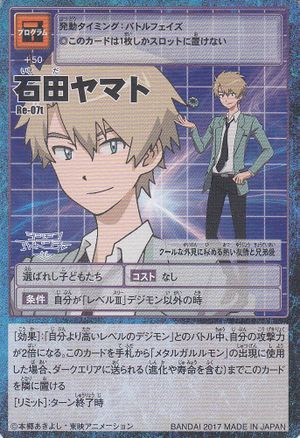 プログラム
+50
発動タイミング：バトルフェイズ
◎このカードは1枚しかスロットに置けない
いしだ
石田ヤマト
Re-07t
クールな外見に秘める熱い友情と兄弟愛
選ばれし子どもたち
コスト なし
条件 自分が「レベルⅢ」デジモン以外の時
[効果]：「自分より高いレベルのデジモン」とのバトル中、自分の攻撃力
が2倍になる。このカードを手札から「メタルガルルモン」の出現に使用
した場合、ダークエリアに送られる（進化や寿命を含む）までこのカード
を隣に置ける
[リミット]：ターン終了時
©本郷あきよし・東映アニメーション
BANDAI 2017 MADE IN JAPAN